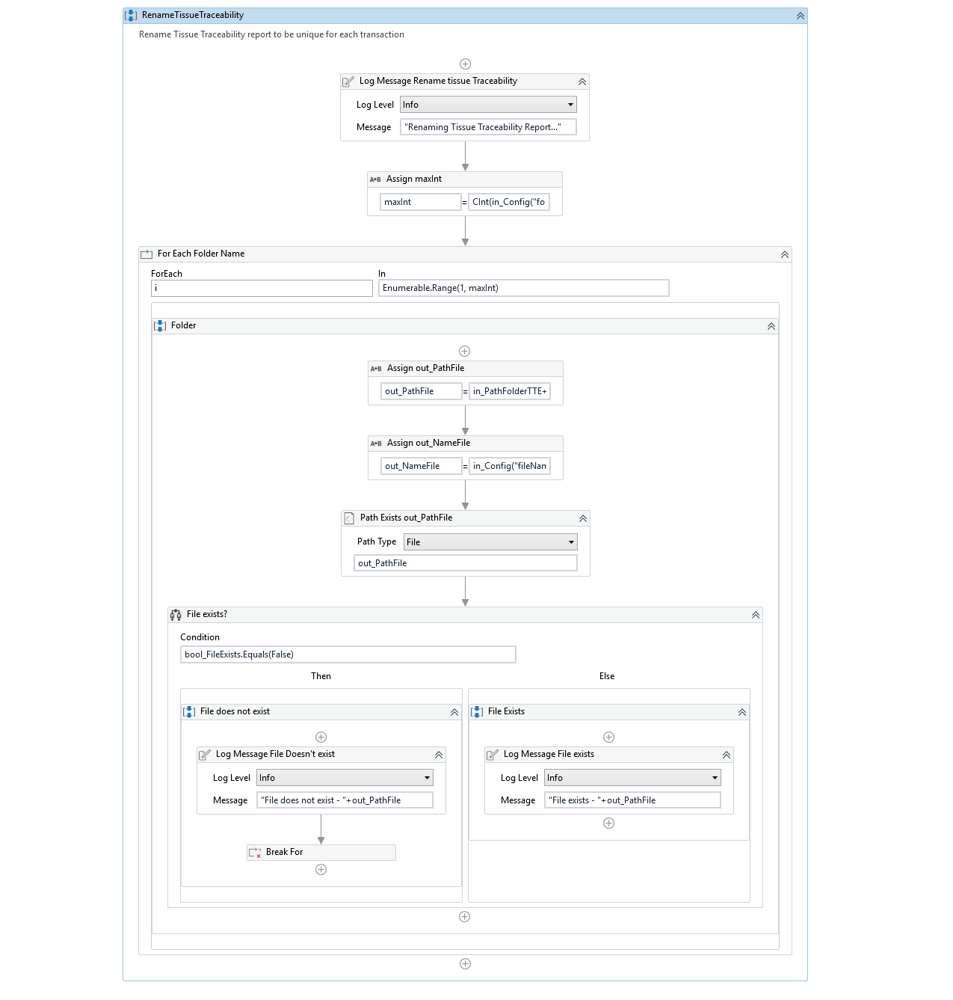 RenameTissueTraceability
Rename Tissue Traceability report to be unique for each transaction
Log Message Rename tissue Traceability
Log Level Info
Message "Renaming Tissue Traceability Report..."
A+B Assign maxInt
maxInt = CInt(in_Config("fo
For Each Folder Name
ForEach In
i Enumerable.Range(1, maxInt)
Folder
A+B Assign out_PathFile
out_PathFile = in_PathFolderTTE+
A+B Assign out_NameFile
out_NameFile = in_Config("fileNan
Path Exists out_PathFile
Path Type File
out_PathFile
File exists?
Condition
bool_FileExists.Equals(False)
Then Else
File does not exist
Log Message File Doesn't exist
Log Level Info
Message "File does not exist - "+out_PathFile
Break For
File Exists
Log Message File exists
Log Level Info
Message "File exists - "+out_PathFile